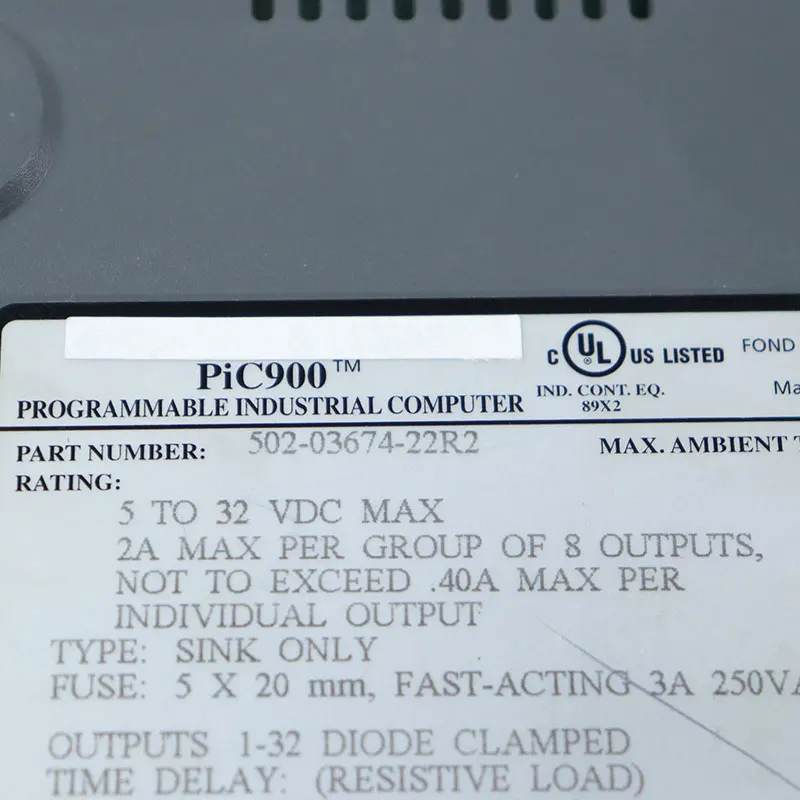 PiC900™
PROGRAMMABLE INDUSTRIAL COMPUTER
C UL ® US LISTED
IND. CONT. EQ.
89X2
FOND
PART NUMBER: 502-03674-22R2
MAX. AMBIENT
RATING:
5 TO 32 VDC MAX
2A MAX PER GROUP OF 8 OUTPUTS,
NOT TO EXCEED .40A MAX PER
INDIVIDUAL OUTPUT
TYPE: SINK ONLY
FUSE: 5 X 20 mm, FAST-ACTING 3A 250VA
OUTPUTS 1-32 DIODE CLAMPED
TIME DELAY: (RESISTIVE LOAD)